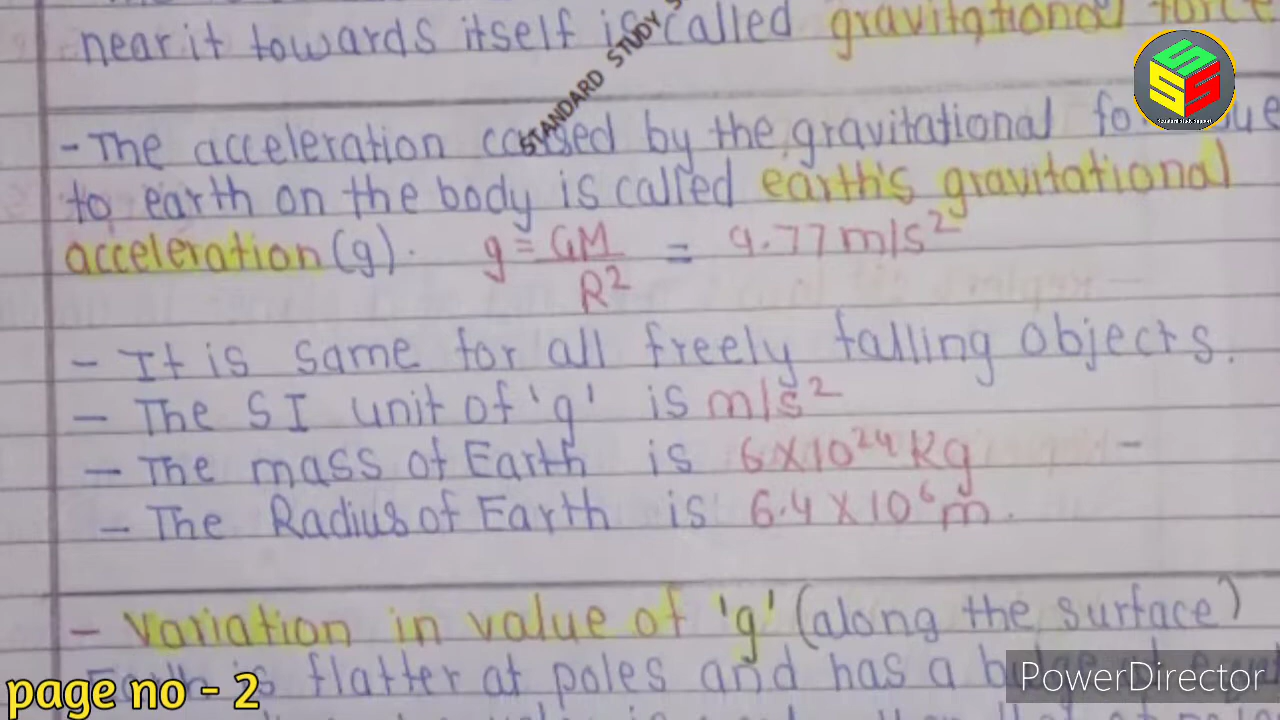 near it towards itself is called gravitational force
STANDARD STUDY S
- The acceleration caused by the gravitational
to earth on the body is called earth's gravitational
acceleration (g). g = GM/R² = 9.77 m/s²
- It is same for all freely falling objects.
- The SI unit of 'g' is m/s²
- The mass of Earth is 6×10²⁴ Kg
- The Radius of Earth is 6.4 × 10⁶ m.
- Variation in value of 'g' (along the surface)
Earth is flatter at poles and has a
PowerDirector
page no - 2